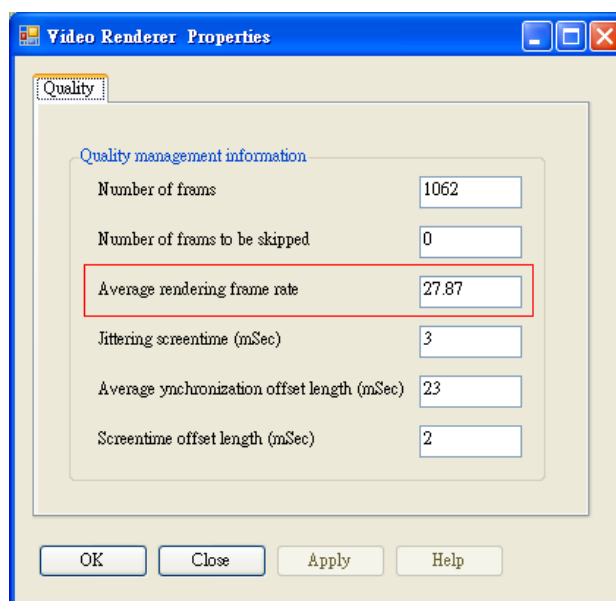 Video Renderer Properties
Quality
Quality management information
Number of frams 1062
Number of frams to be skipped 0
Average rendering frame rate 27.87
Jittering screentime (mSec) 3
Average ynchronization offset length (mSec) 23
Screentime offset length (mSec) 2
OK Close Apply Help